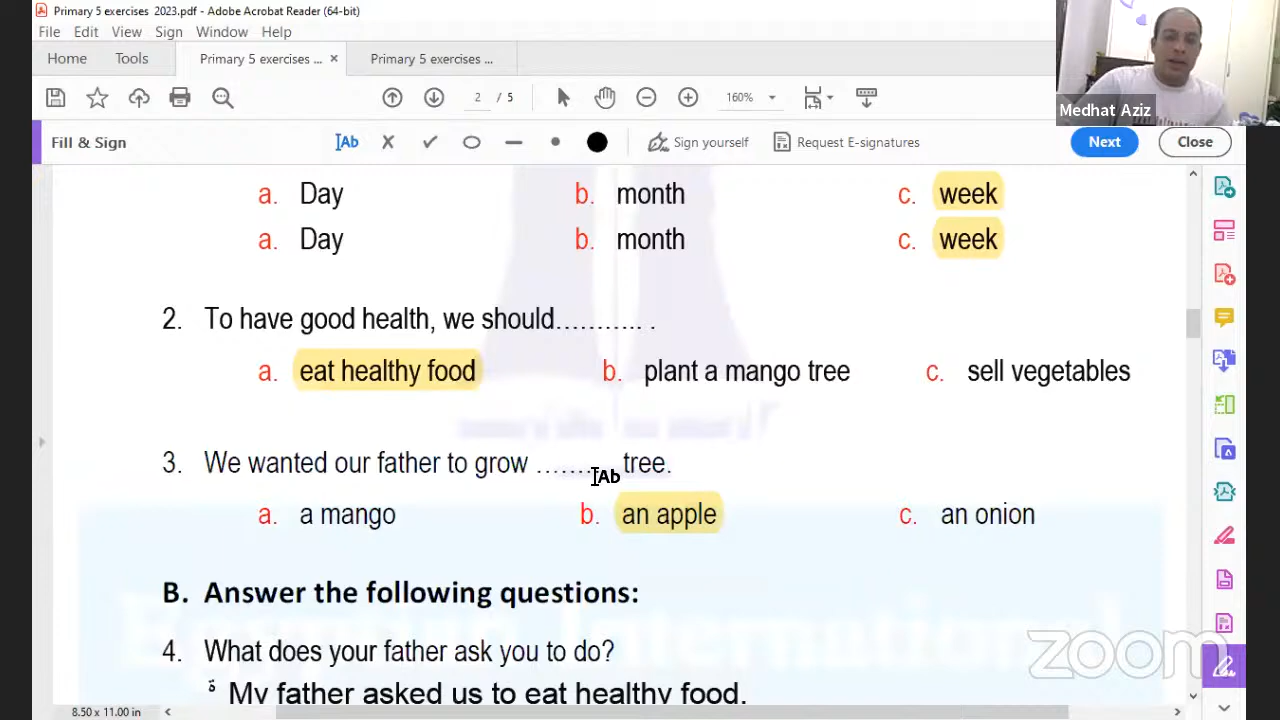 Primary 5 exercises 2023.pdf - Adobe Acrobat Reader (64-bit)
File Edit View Sign Window Help
Home Tools Primary 5 exercises ... × Primary 5 exercises ...
2 / 5 160%
Medhat Aziz
Fill & Sign Ab Sign yourself Request E-signatures Next Close
a. Day b. month c. week
a. Day b. month c. week
2. To have good health, we should........... .
a. eat healthy food b. plant a mango tree c. sell vegetables
3. We wanted our father to grow ........ tree.
Ab
a. a mango b. an apple c. an onion
B. Answer the following questions:
Egyptian International
4. What does your father ask you to do?
zoom
My father asked us to eat healthy food.
8.50 x 11.00 in